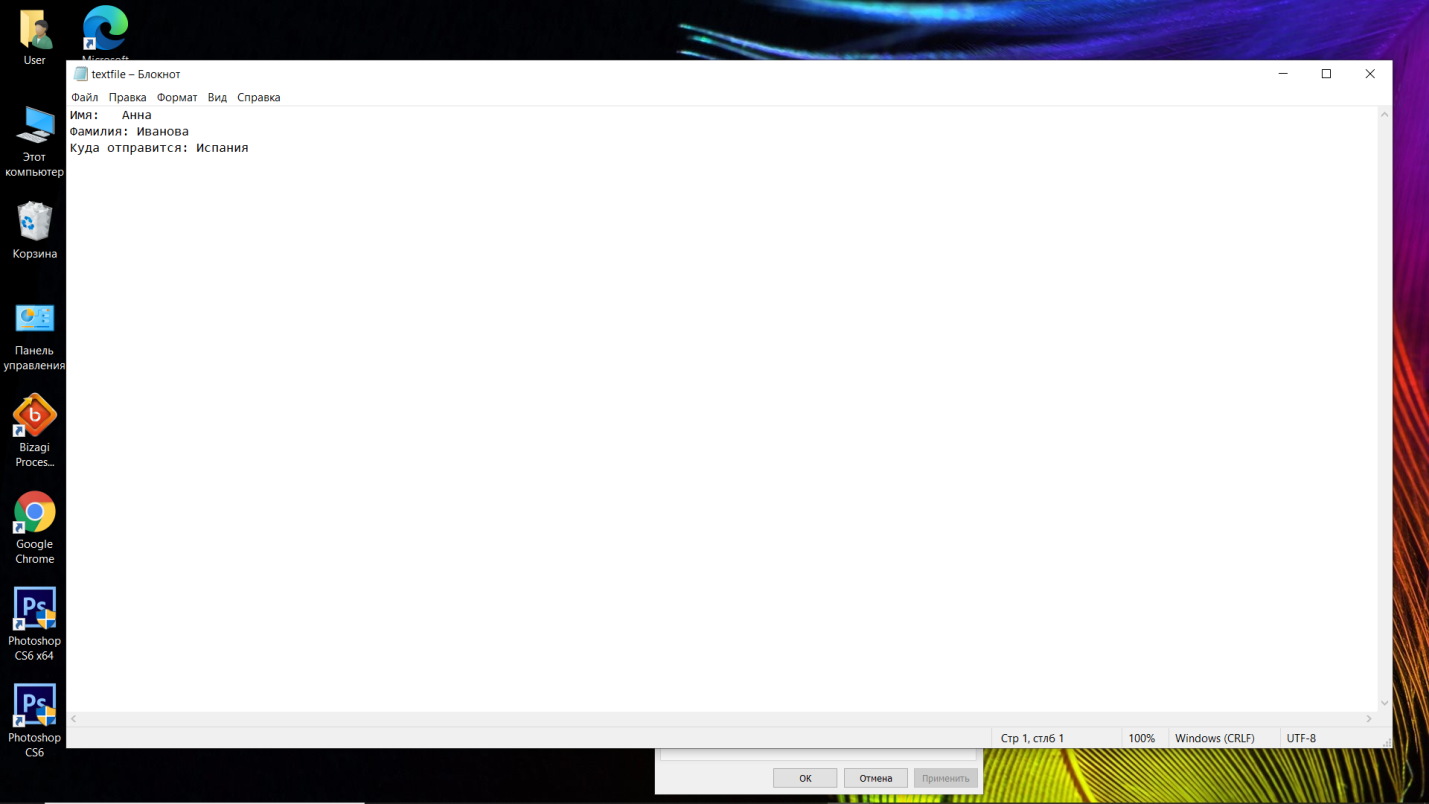 User
Microsoft
textfile – Блокнот
Файл Правка Формат Вид Справка
Имя:   Анна
Фамилия: Иванова
Куда отправится: Испания
Этот
компьютер
Корзина
Панель
управления
Bizagi
Proces...
Google
Chrome
Photoshop
CS6 x64
Photoshop
CS6
Стр 1, стлб 1
100%
Windows (CRLF)
UTF-8
ОК
Отмена
Применить